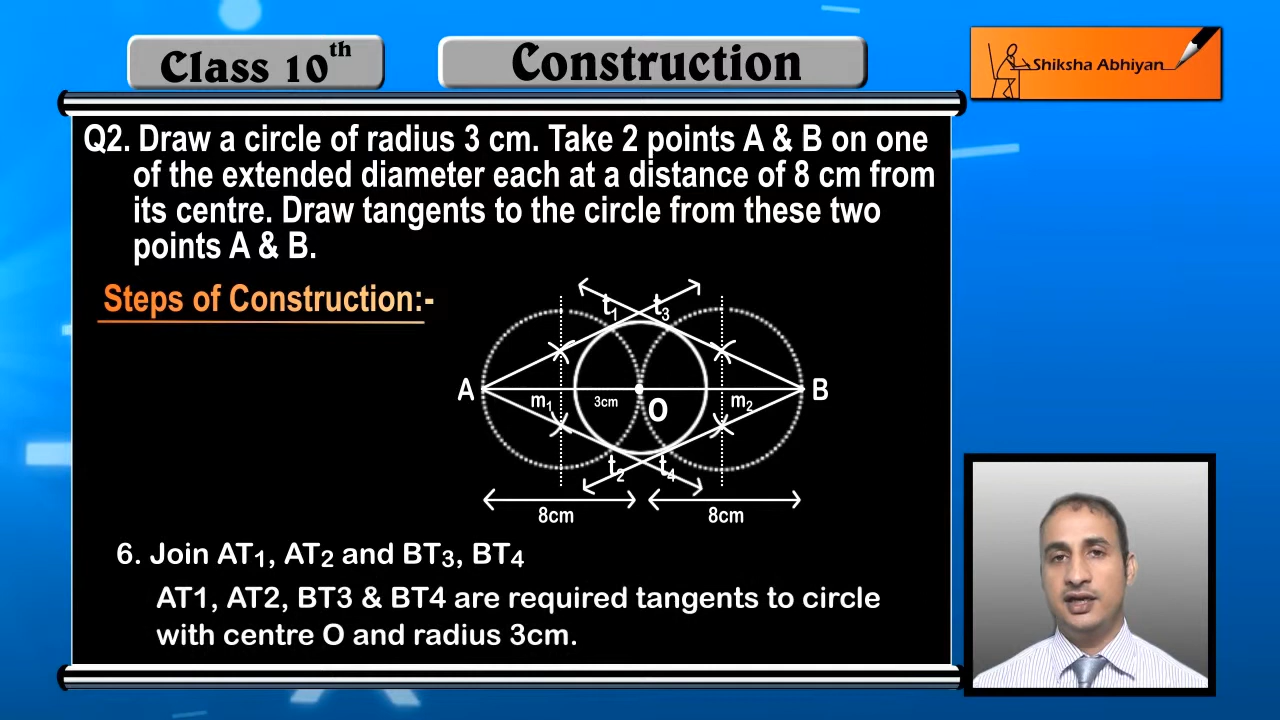 Class 10th
Construction
Shiksha Abhiyan
Q2. Draw a circle of radius 3 cm. Take 2 points A & B on one
of the extended diameter each at a distance of 8 cm from
its centre. Draw tangents to the circle from these two
points A & B.
Steps of Construction:-
t1 t3
A m1 3cm O m2 B
t2 t4
8cm 8cm
6. Join AT1, AT2 and BT3, BT4
AT1, AT2, BT3 & BT4 are required tangents to circle
with centre O and radius 3cm.